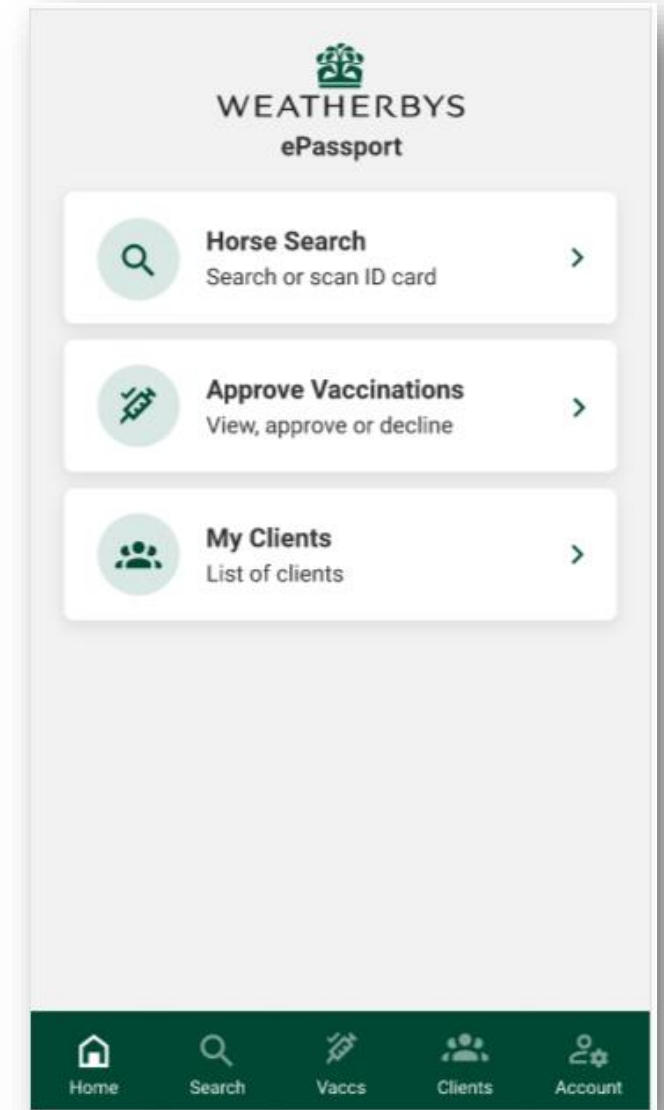 WEATHERBYS
ePassport
Horse Search
Search or scan ID card
Approve Vaccinations
View, approve or decline
My Clients
List of clients
Home Search Vaccs Clients Account